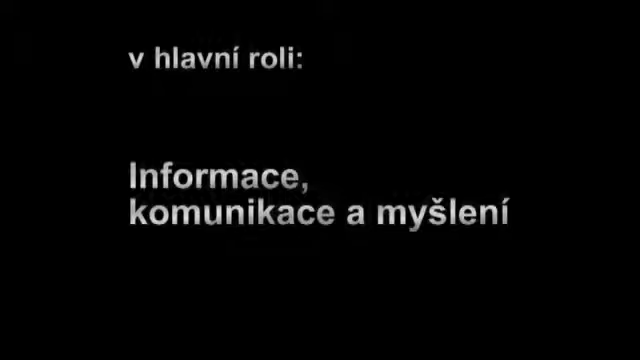 v hlavní roli:
Informace,
komunikace a myšlení